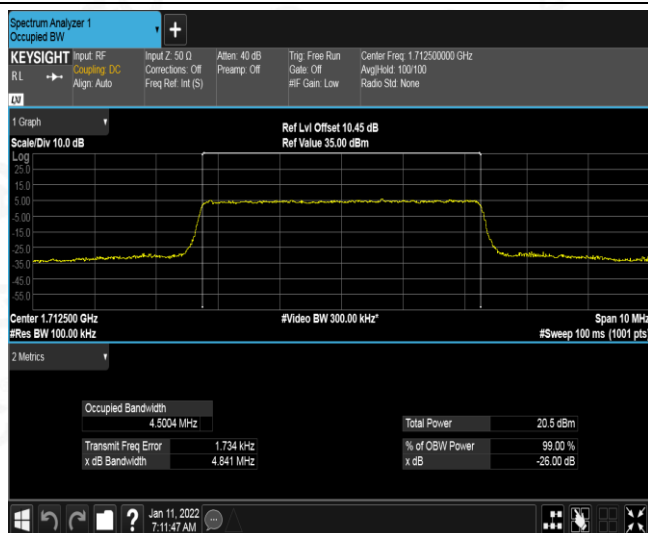 Spectrum Analyzer 1
Occupied BW
+
KEYSIGHT
R L
Input: RF
Coupling: DC
Align: Auto
Input Z: 50 Ω
Corrections: Off
Freq Ref: Int (S)
Atten: 40 dB
Preamp: Off
Trig: Free Run
Gate: Off
#IF Gain: Low
Center Freq: 1.712500000 GHz
Avg|Hold: 100/100
Radio Std: None
LXI
1 Graph
Scale/Div 10.0 dB
Ref Lvl Offset 10.45 dB
Ref Value 35.00 dBm
Log
25.0
15.0
5.00
-5.00
-15.0
-25.0
-35.0
-45.0
-55.0
Center 1.712500 GHz
#Res BW 100.00 kHz
#Video BW 300.00 kHz*
Span 10 MHz
#Sweep 100 ms (1001 pts)
2 Metrics
Occupied Bandwidth
4.5004 MHz
Total Power 20.5 dBm
Transmit Freq Error 1.734 kHz
% of OBW Power 99.00 %
x dB Bandwidth 4.841 MHz
x dB -26.00 dB
?
Jan 11, 2022
7:11:47 AM